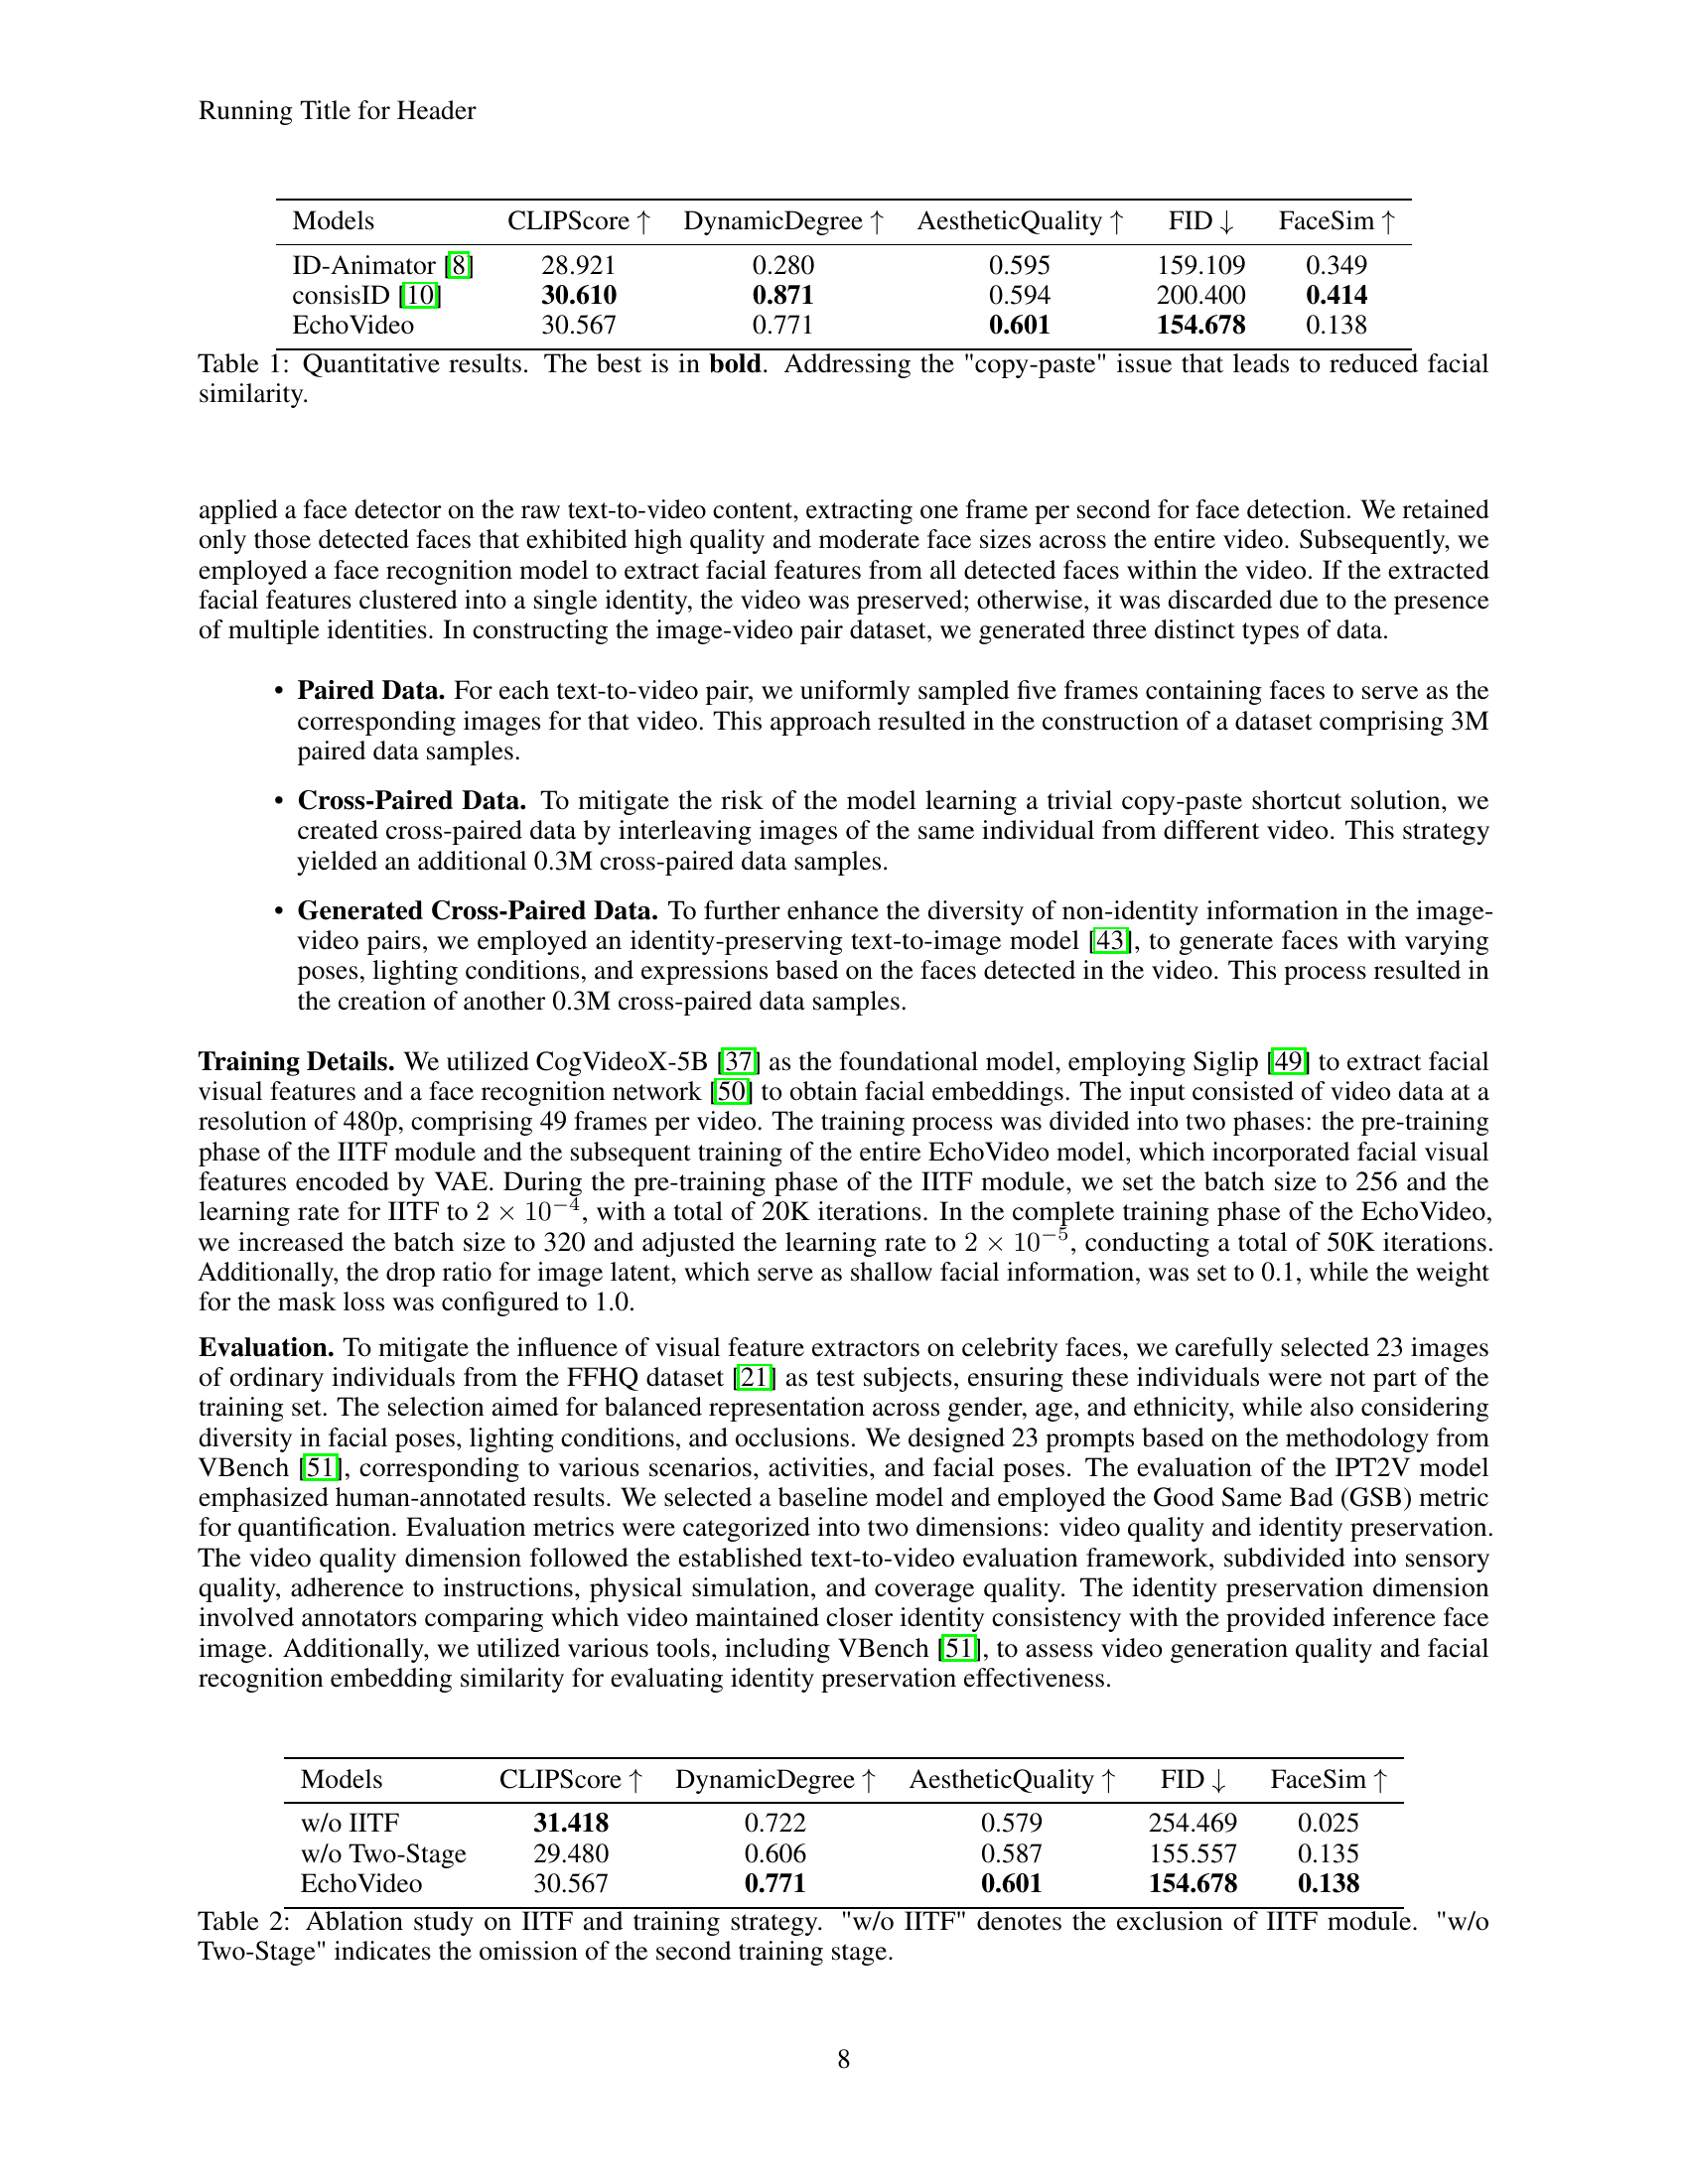 Running Title for Header
Models CLIPScore ↑ DynamicDegree ↑ AestheticQuality ↑ FID ↓ FaceSim ↑
ID-Animator [8] 28.921 0.280 0.595 159.109 0.349
consisID [10] 30.610 0.871 0.594 200.400 0.414
EchoVideo 30.567 0.771 0.601 154.678 0.138
Table 1: Quantitative results. The best is in bold. Addressing the "copy-paste" issue that leads to reduced facial
similarity.
applied a face detector on the raw text-to-video content, extracting one frame per second for face detection. We retained
only those detected faces that exhibited high quality and moderate face sizes across the entire video. Subsequently, we
employed a face recognition model to extract facial features from all detected faces within the video. If the extracted
facial features clustered into a single identity, the video was preserved; otherwise, it was discarded due to the presence
of multiple identities. In constructing the image-video pair dataset, we generated three distinct types of data.
• Paired Data. For each text-to-video pair, we uniformly sampled five frames containing faces to serve as the
corresponding images for that video. This approach resulted in the construction of a dataset comprising 3M
paired data samples.
• Cross-Paired Data. To mitigate the risk of the model learning a trivial copy-paste shortcut solution, we
created cross-paired data by interleaving images of the same individual from different video. This strategy
yielded an additional 0.3M cross-paired data samples.
• Generated Cross-Paired Data. To further enhance the diversity of non-identity information in the image-
video pairs, we employed an identity-preserving text-to-image model [43], to generate faces with varying
poses, lighting conditions, and expressions based on the faces detected in the video. This process resulted in
the creation of another 0.3M cross-paired data samples.
Training Details. We utilized CogVideoX-5B [37] as the foundational model, employing Siglip [49] to extract facial
visual features and a face recognition network [50] to obtain facial embeddings. The input consisted of video data at a
resolution of 480p, comprising 49 frames per video. The training process was divided into two phases: the pre-training
phase of the IITF module and the subsequent training of the entire EchoVideo model, which incorporated facial visual
features encoded by VAE. During the pre-training phase of the IITF module, we set the batch size to 256 and the
learning rate for IITF to 2 × 10⁻⁴, with a total of 20K iterations. In the complete training phase of the EchoVideo,
we increased the batch size to 320 and adjusted the learning rate to 2 × 10⁻⁵, conducting a total of 50K iterations.
Additionally, the drop ratio for image latent, which serve as shallow facial information, was set to 0.1, while the weight
for the mask loss was configured to 1.0.
Evaluation. To mitigate the influence of visual feature extractors on celebrity faces, we carefully selected 23 images
of ordinary individuals from the FFHQ dataset [21] as test subjects, ensuring these individuals were not part of the
training set. The selection aimed for balanced representation across gender, age, and ethnicity, while also considering
diversity in facial poses, lighting conditions, and occlusions. We designed 23 prompts based on the methodology from
VBench [51], corresponding to various scenarios, activities, and facial poses. The evaluation of the IPT2V model
emphasized human-annotated results. We selected a baseline model and employed the Good Same Bad (GSB) metric
for quantification. Evaluation metrics were categorized into two dimensions: video quality and identity preservation.
The video quality dimension followed the established text-to-video evaluation framework, subdivided into sensory
quality, adherence to instructions, physical simulation, and coverage quality. The identity preservation dimension
involved annotators comparing which video maintained closer identity consistency with the provided inference face
image. Additionally, we utilized various tools, including VBench [51], to assess video generation quality and facial
recognition embedding similarity for evaluating identity preservation effectiveness.
Models CLIPScore ↑ DynamicDegree ↑ AestheticQuality ↑ FID ↓ FaceSim ↑
w/o IITF 31.418 0.722 0.579 254.469 0.025
w/o Two-Stage 29.480 0.606 0.587 155.557 0.135
EchoVideo 30.567 0.771 0.601 154.678 0.138
Table 2: Ablation study on IITF and training strategy. "w/o IITF" denotes the exclusion of IITF module. "w/o
Two-Stage" indicates the omission of the second training stage.
8